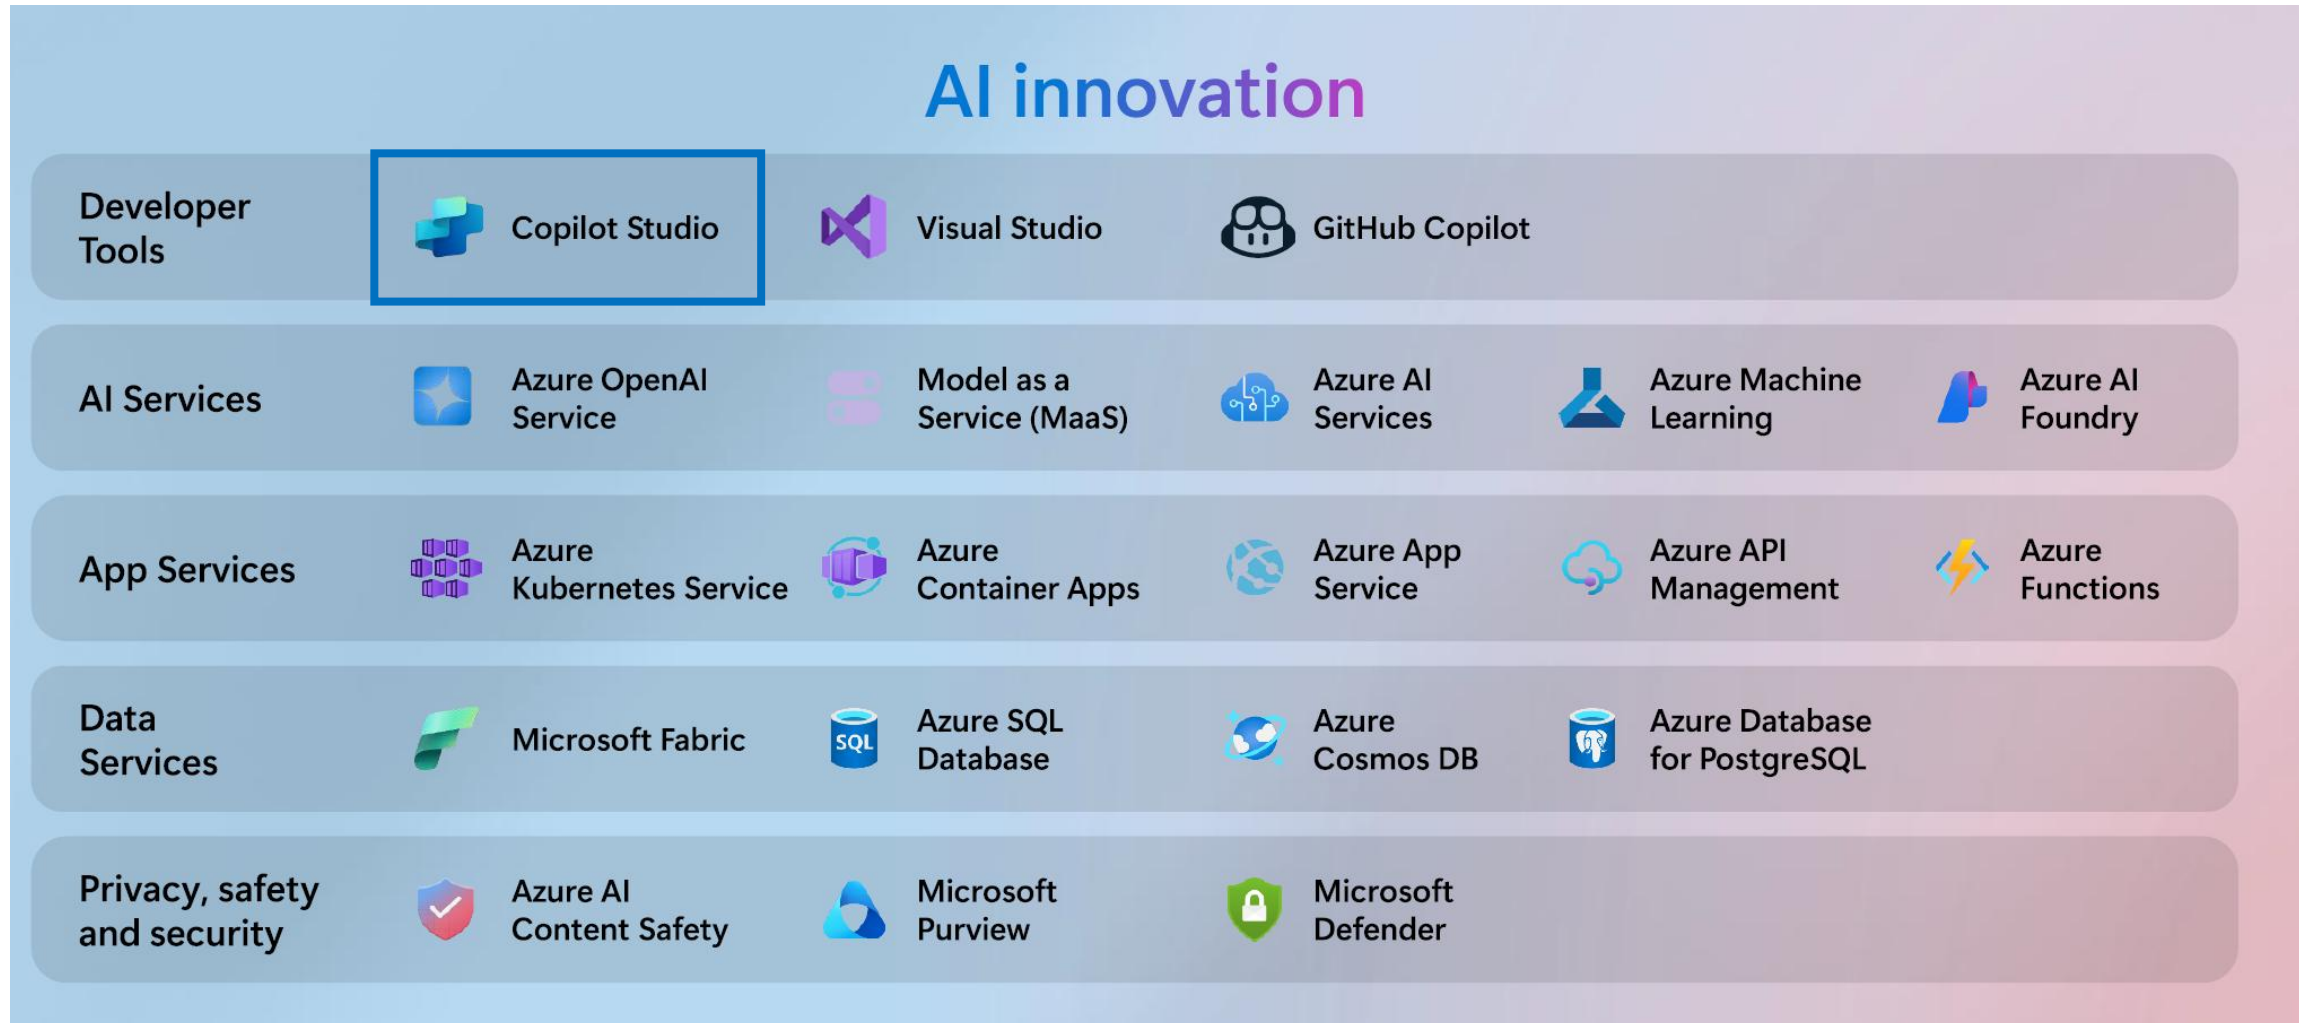 AI innovation
Developer
Tools
Copilot Studio
Visual Studio
GitHub Copilot
AI Services
Azure OpenAI
Service
Model as a
Service (MaaS)
Azure AI
Services
Azure Machine
Learning
Azure AI
Foundry
App Services
Azure
Kubernetes Service
Azure
Container Apps
Azure App
Service
Azure API
Management
Azure
Functions
Data
Services
Microsoft Fabric
SQL
Azure SQL
Database
Azure
Cosmos DB
Azure Database
for PostgreSQL
Privacy, safety
and security
Azure AI
Content Safety
Microsoft
Purview
Microsoft
Defender